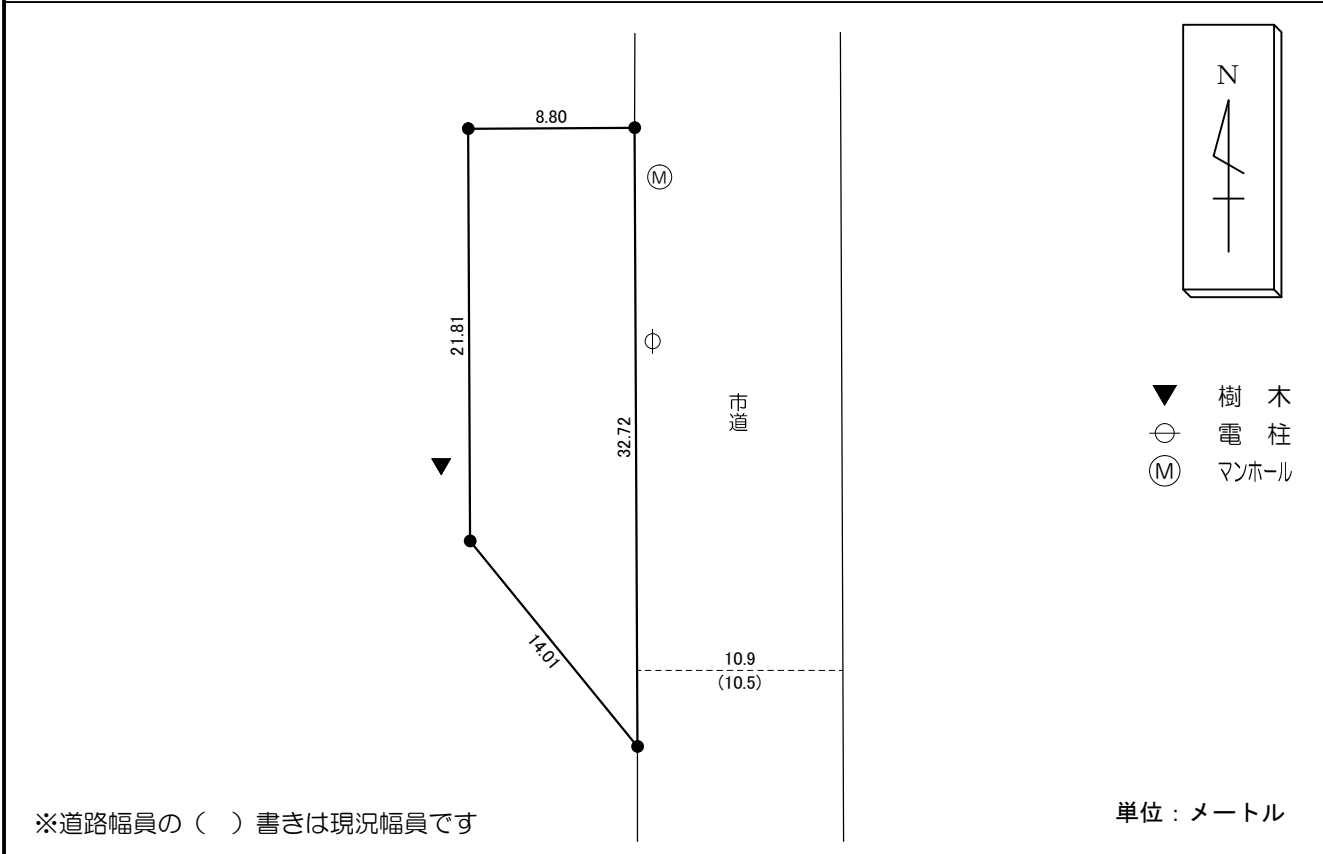 N
8.80
M
21.81
32.72
市道
14.01
10.9
(10.5)
樹 木
電 柱
M マンホール
※道路幅員の( )書きは現況幅員です
単位:メートル